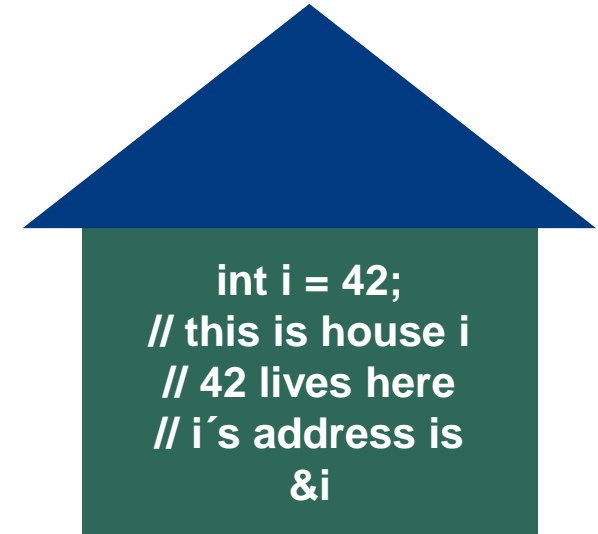 int i = 42;
// this is house i
// 42 lives here
// i´s address is
&i